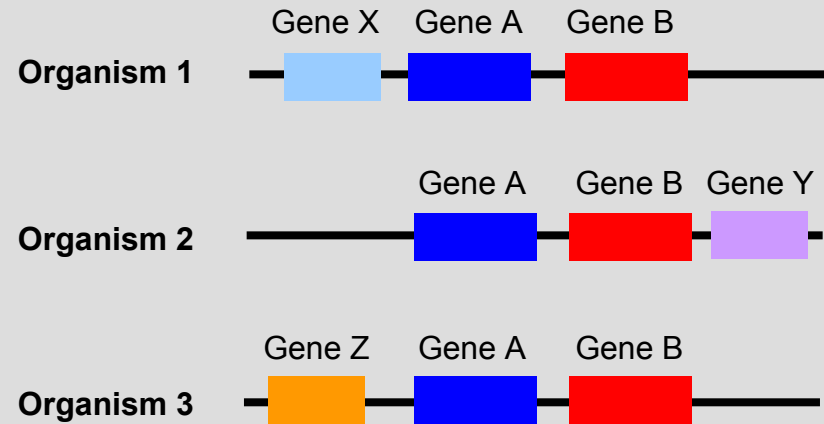 Gene X Gene A Gene B
Organism 1
Gene A Gene B Gene Y
Organism 2
Gene Z Gene A Gene B
Organism 3